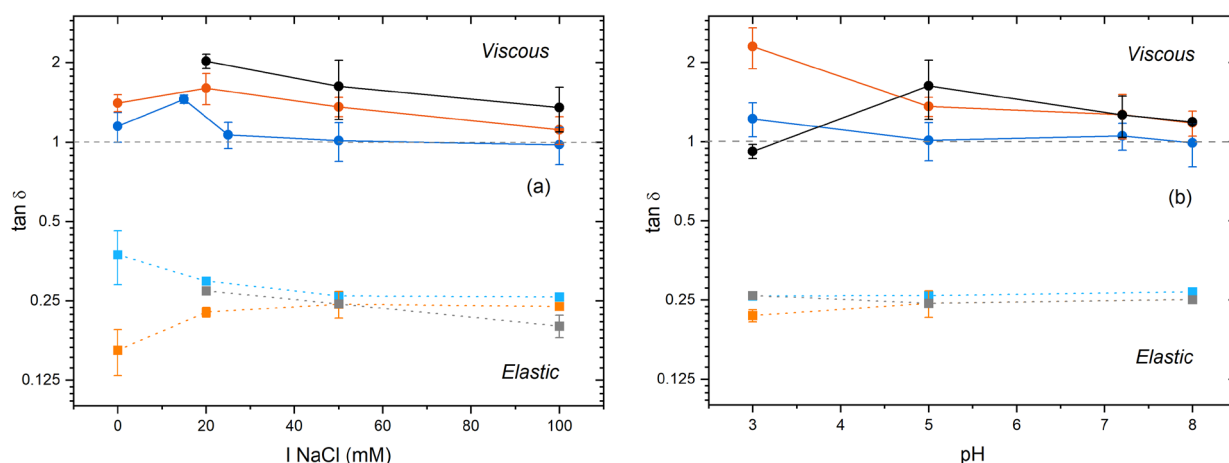 2
1
0.5
0.25
0.125
tan δ
Viscous
(a)
Elastic
0 20 40 60 80 100
I NaCl (mM)
2
1
0.5
0.25
0.125
tan δ
Viscous
(b)
Elastic
3 4 5 6 7 8
pH